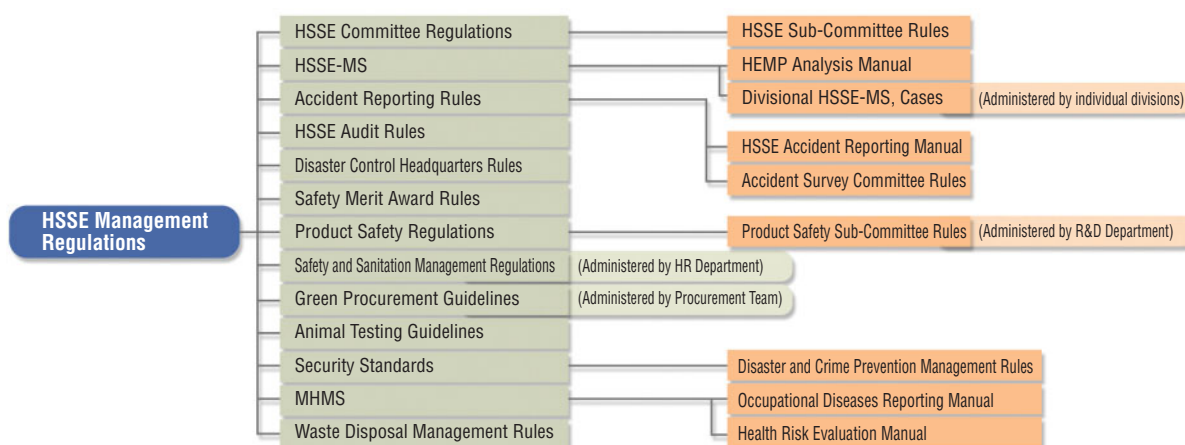 HSSE Management
Regulations
HSSE Committee Regulations
HSSE Sub-Committee Rules
HSSE-MS
HEMP Analysis Manual
Accident Reporting Rules
Divisional HSSE-MS, Cases
(Administered by individual divisions)
HSSE Audit Rules
HSSE Accident Reporting Manual
Disaster Control Headquarters Rules
Accident Survey Committee Rules
Safety Merit Award Rules
Product Safety Regulations
Product Safety Sub-Committee Rules
(Administered by R&D Department)
Safety and Sanitation Management Regulations
(Administered by HR Department)
Green Procurement Guidelines
(Administered by Procurement Team)
Animal Testing Guidelines
Security Standards
Disaster and Crime Prevention Management Rules
MHMS
Occupational Diseases Reporting Manual
Waste Disposal Management Rules
Health Risk Evaluation Manual